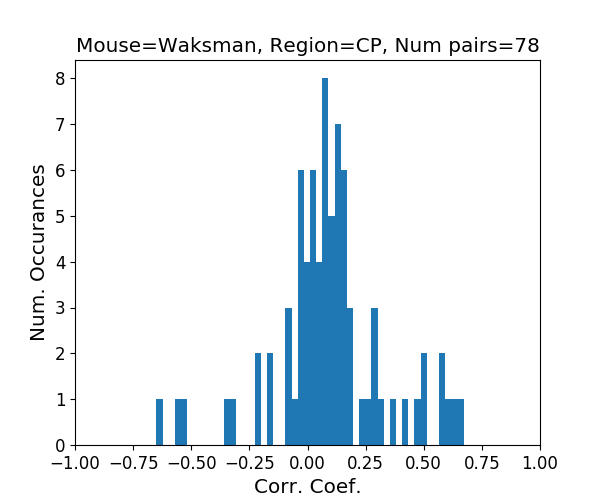 Mouse=Waksman, Region=CP, Num pairs=78
8
7
6
5
4
3
2
1
0
Num. Occurances
−1.00 −0.75 −0.50 −0.25 0.00 0.25 0.50 0.75 1.00
Corr. Coef.